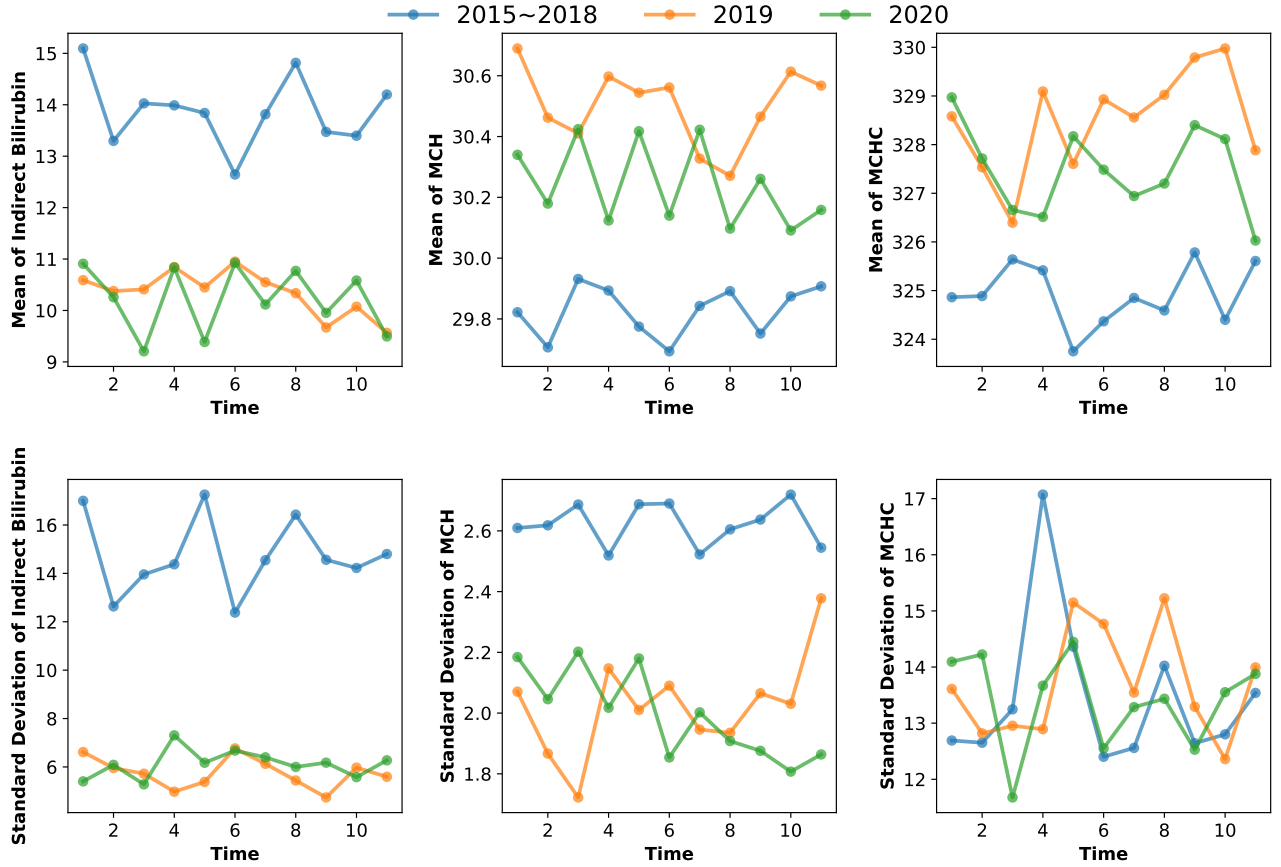 2015~2018 2019 2020
Mean of Indirect Bilirubin
15
14
13
12
11
10
9
2 4 6 8 10
Time
Mean of MCH
30.6
30.4
30.2
30.0
29.8
2 4 6 8 10
Time
Mean of MCHC
330
329
328
327
326
325
324
2 4 6 8 10
Time
Standard Deviation of Indirect Bilirubin
16
14
12
10
8
6
2 4 6 8 10
Time
Standard Deviation of MCH
2.6
2.4
2.2
2.0
1.8
2 4 6 8 10
Time
Standard Deviation of MCHC
17
16
15
14
13
12
2 4 6 8 10
Time